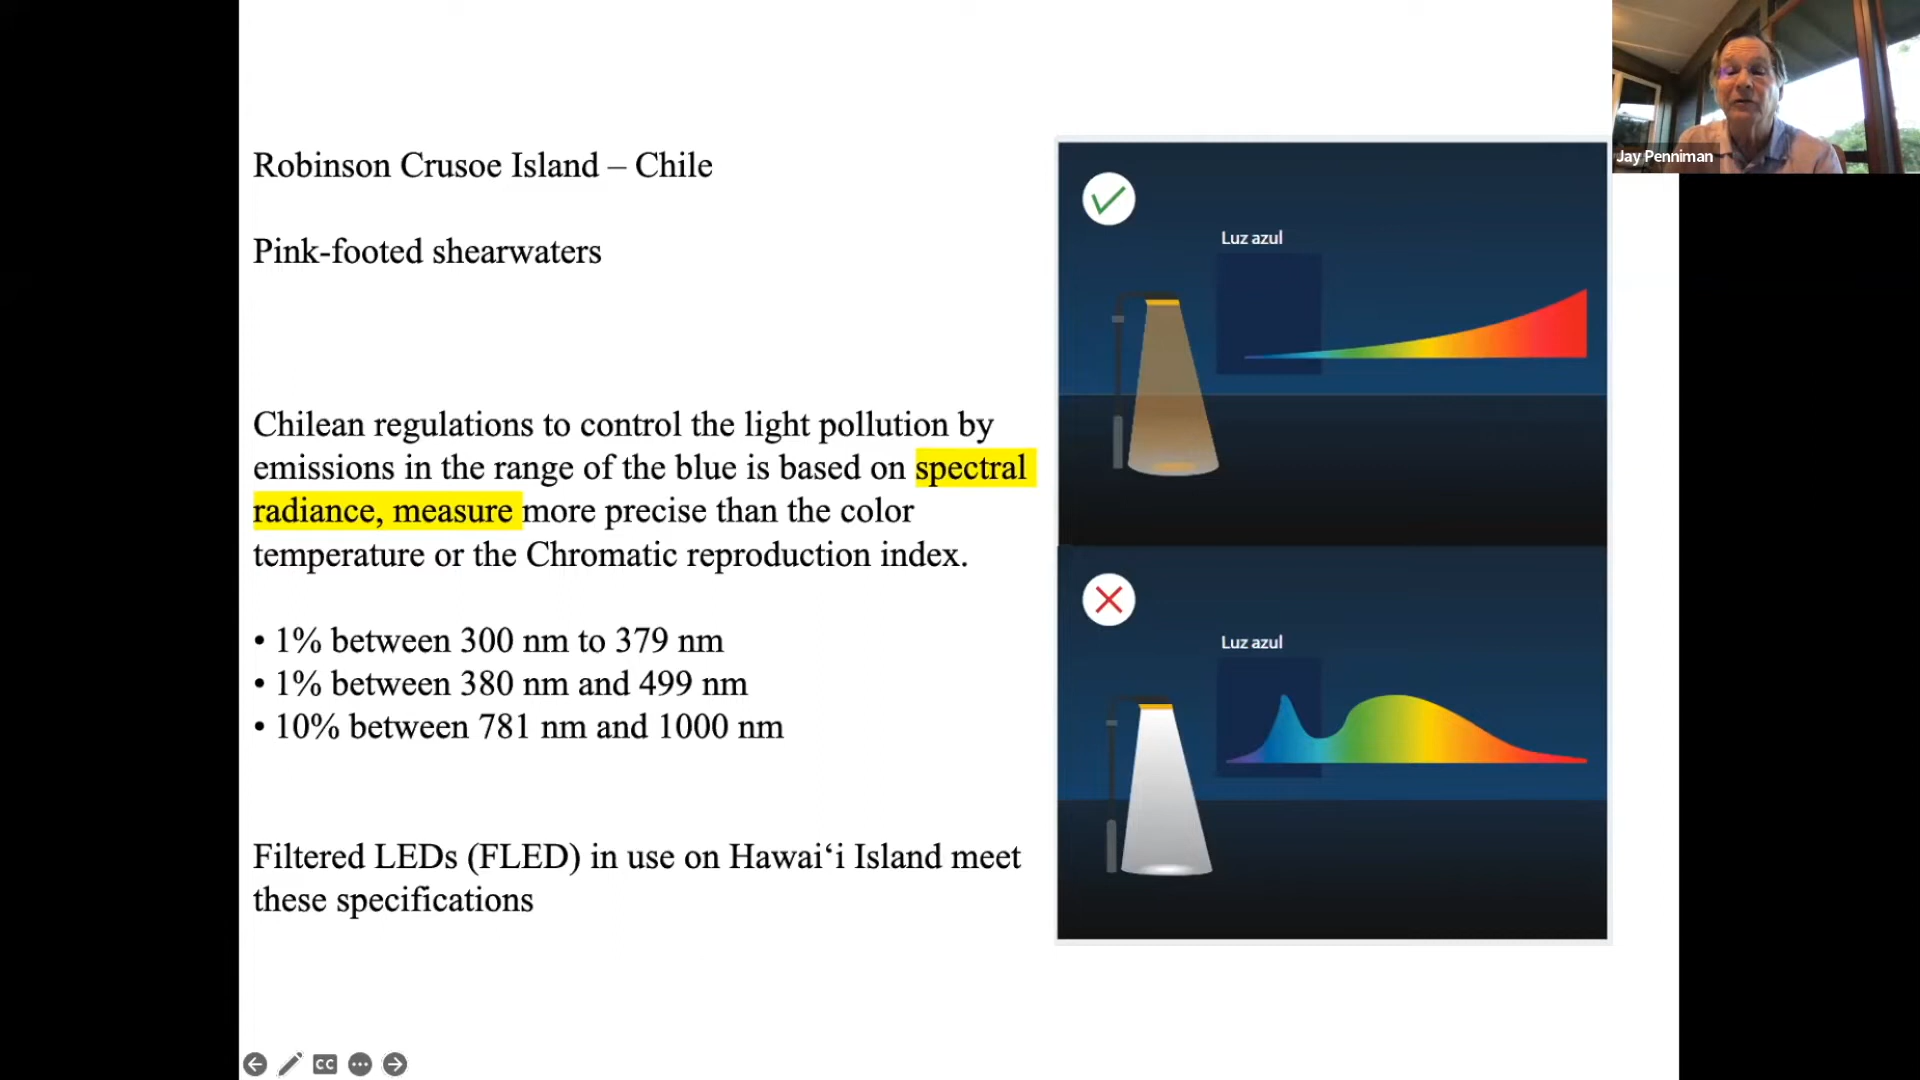 Robinson Crusoe Island – Chile
Pink-footed shearwaters
Chilean regulations to control the light pollution by
emissions in the range of the blue is based on spectral
radiance, measure more precise than the color
temperature or the Chromatic reproduction index.
• 1% between 300 nm to 379 nm
• 1% between 380 nm and 499 nm
• 10% between 781 nm and 1000 nm
Filtered LEDs (FLED) in use on Hawai‘i Island meet
these specifications
Luz azul
Luz azul
Jay Penniman
CC